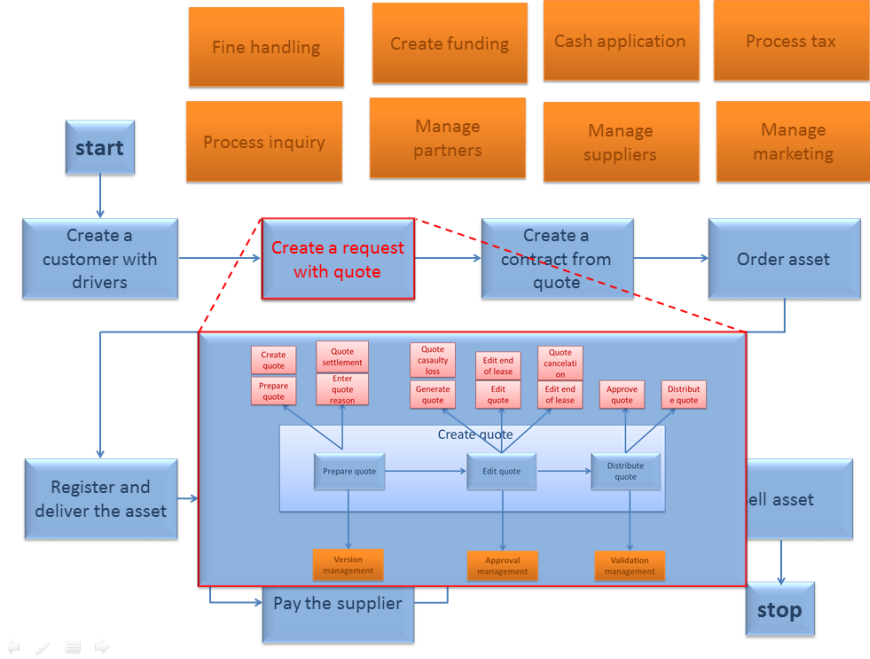 Fine handling
Create funding
Cash application
Process tax
Process inquiry
Manage
partners
Manage
suppliers
Manage
marketing
start
Create a
customer with
drivers
Create a request
with quote
Create a
contract from
quote
Order asset
Create
quote
Quote
settlement
Quote
casaulty
loss
Edit end
of lease
Quote
cancelati
on
Prepare
quote
Enter
quote
reason
Generate
quote
Edit
quote
Edit end
of lease
Approve
quote
Distribut
e quote
Create quote
Prepare quote
Edit quote
Distribute
quote
Register and
deliver the asset
ell asset
Version
management
Approval
management
Validation
management
Pay the supplier
stop